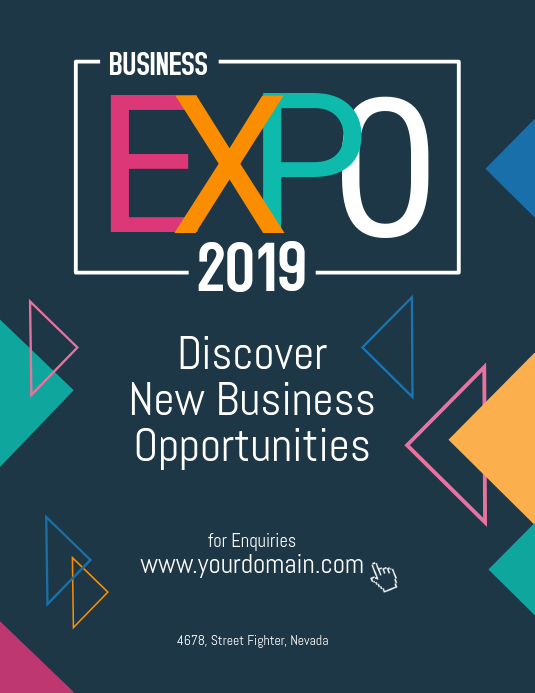 BUSINESS
EXPO
2019
Discover
New Business
Opportunities
for Enquiries
www.yourdomain.com
4678, Street Fighter, Nevada